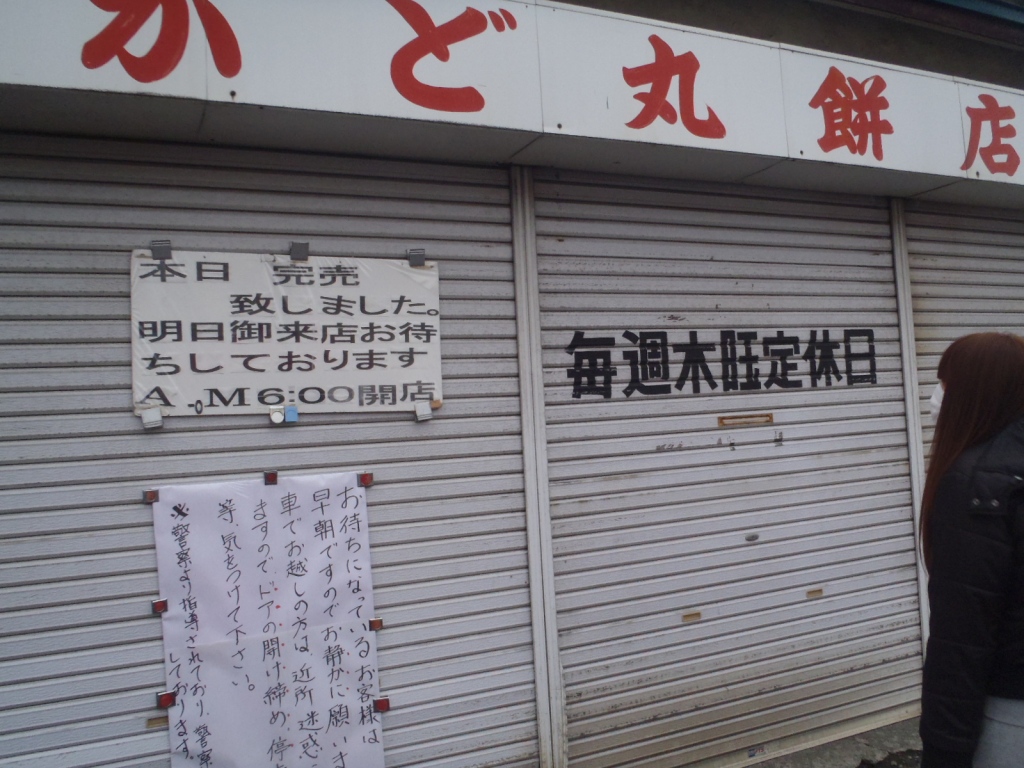 かど丸餅店
本日 完売
致しました。
明日御来店お待
ちしております
A.M6:00開店
毎週木旺定休日
お待ちになっているお客様は
早朝ですのでお静かに願いま
車でお越しの方は近所迷惑
ますのでドアの開け締め、停
等、気をつけて下さい。
※警察より指導されており、警察
しております。